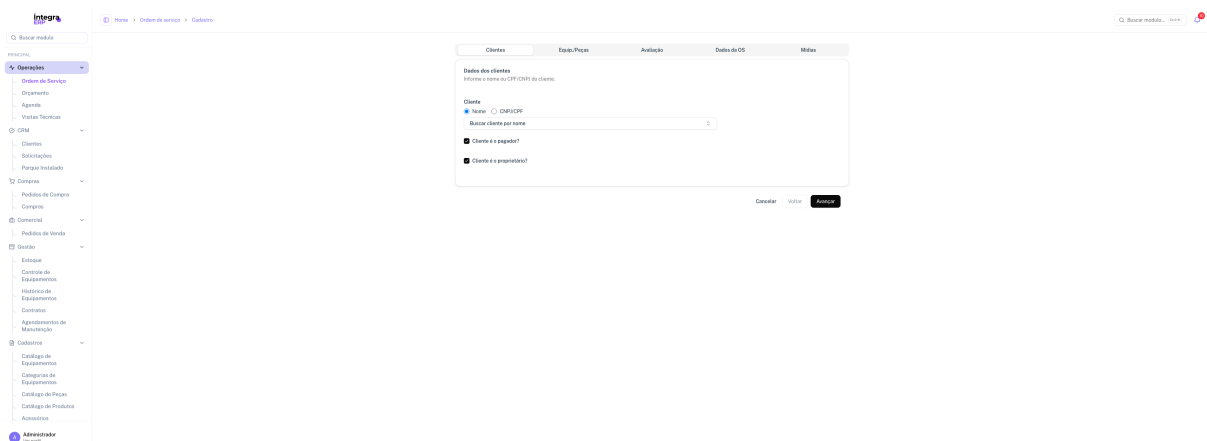 integra
ERP
Home > Ordem de serviço > Cadastro
Buscar modulo...
Buscar modulo
PRINCIPAL
Operações
Ordem de Serviço
Orçamento
Agenda
Visitas Técnicas
CRM
Clientes
Solicitações
Parque Instalado
Compras
Pedidos de Compra
Compras
Comercial
Pedidos de Venda
Gestão
Estoque
Controle de
Equipamentos
Histórico de
Equipamentos
Contratos
Agendamentos de
Manutenção
Cadastros
Catálogo de
Equipamentos
Categorias de
Equipamentos
Catálogo de Peças
Catálogo de Produtos
Acessórios
A Administrador
Clientes Equip./Peças Avaliação Dados da OS Mídias
Dados dos clientes
Informe o nome ou CPF/CNPJ do cliente.
Cliente
Nome CNPJ/CPF
Buscar cliente por nome
Cliente é o pagador?
Cliente é o proprietário?
Cancelar Voltar Avançar